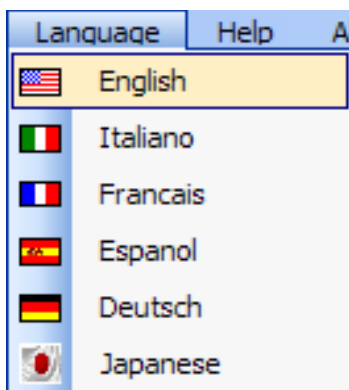 Language Help A
English
Italiano
Francais
Espanol
Deutsch
Japanese